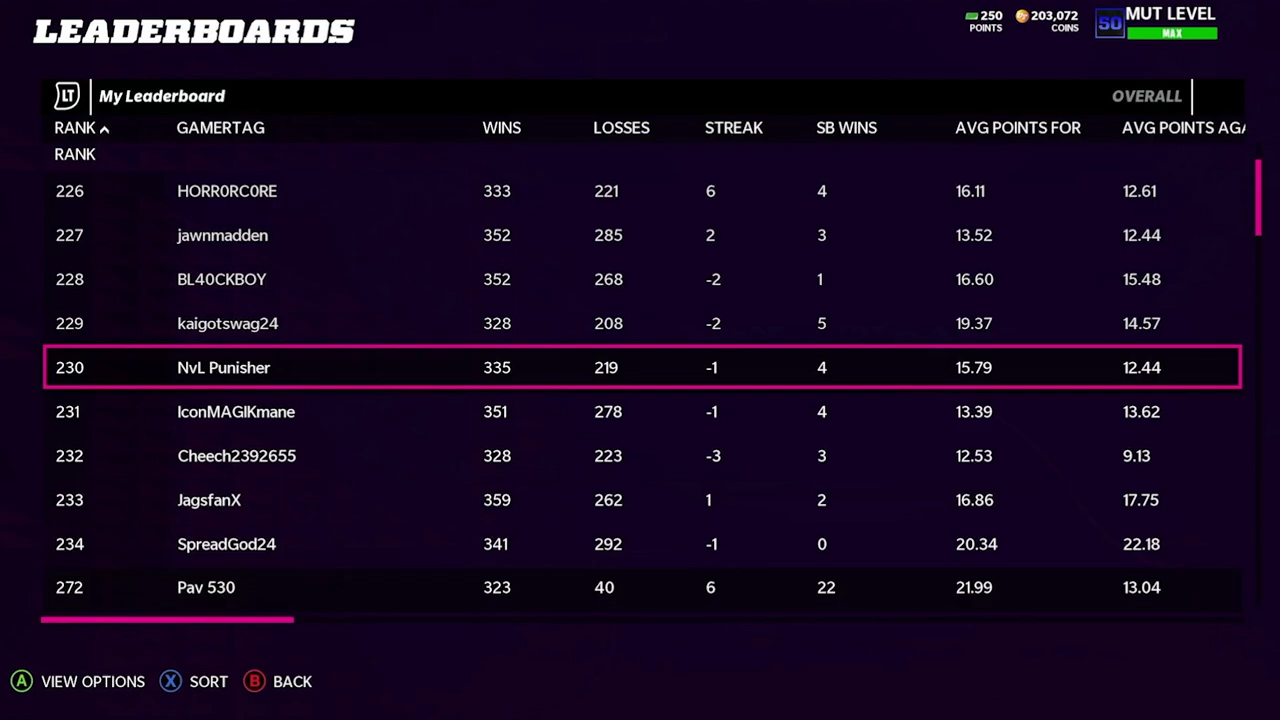 LEADERBOARDS
250 POINTS 203,072 COINS 50 MUT LEVEL MAX
LT My Leaderboard OVERALL
RANK GAMERTAG WINS LOSSES STREAK SB WINS AVG POINTS FOR AVG POINTS AGA
RANK
226 HORR0RC0RE 333 221 6 4 16.11 12.61
227 jawnmadden 352 285 2 3 13.52 12.44
228 BL40CKBOY 352 268 -2 1 16.60 15.48
229 kaigotswag24 328 208 -2 5 19.37 14.57
230 NvL Punisher 335 219 -1 4 15.79 12.44
231 IconMAGIKmane 351 278 -1 4 13.39 13.62
232 Cheech2392655 328 223 -3 3 12.53 9.13
233 JagsfanX 359 262 1 2 16.86 17.75
234 SpreadGod24 341 292 -1 0 20.34 22.18
272 Pav 530 323 40 6 22 21.99 13.04
A VIEW OPTIONS X SORT B BACK